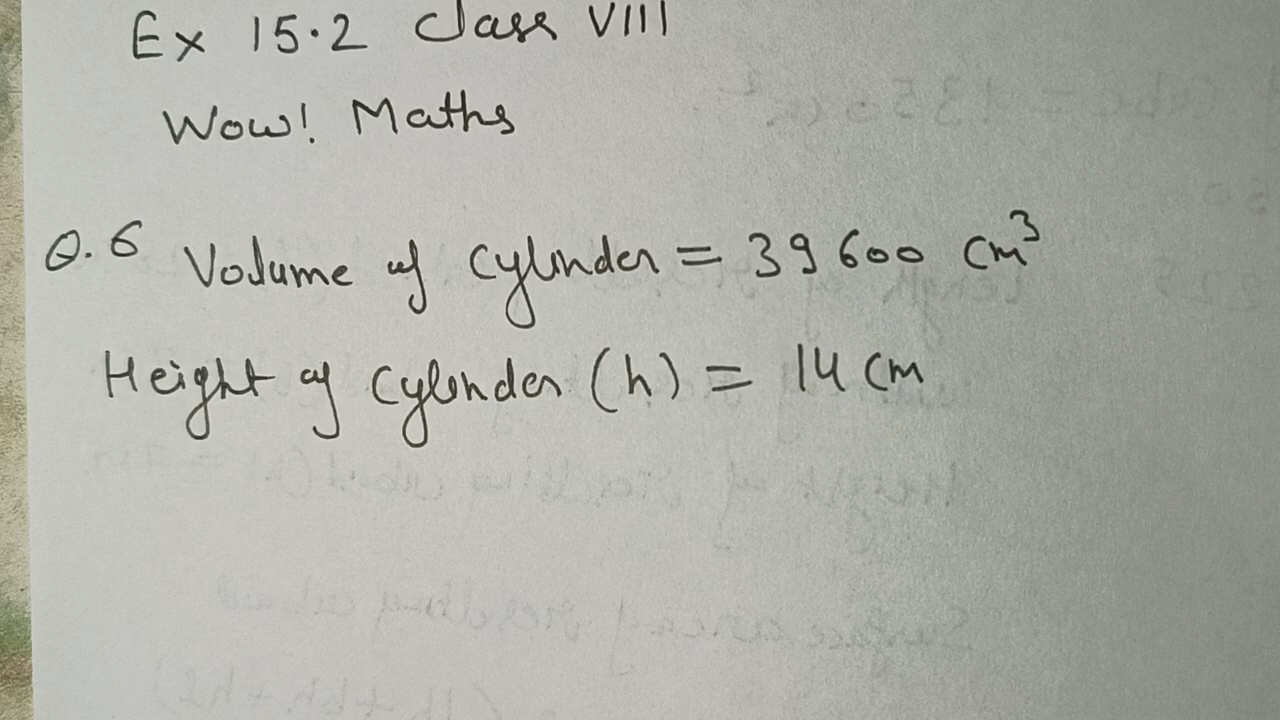 Ex 15.2 Class VIII
Wow! Maths
Q.6 Volume of cylinder = 39600 cm³
Height of cylinder (h) = 14 cm